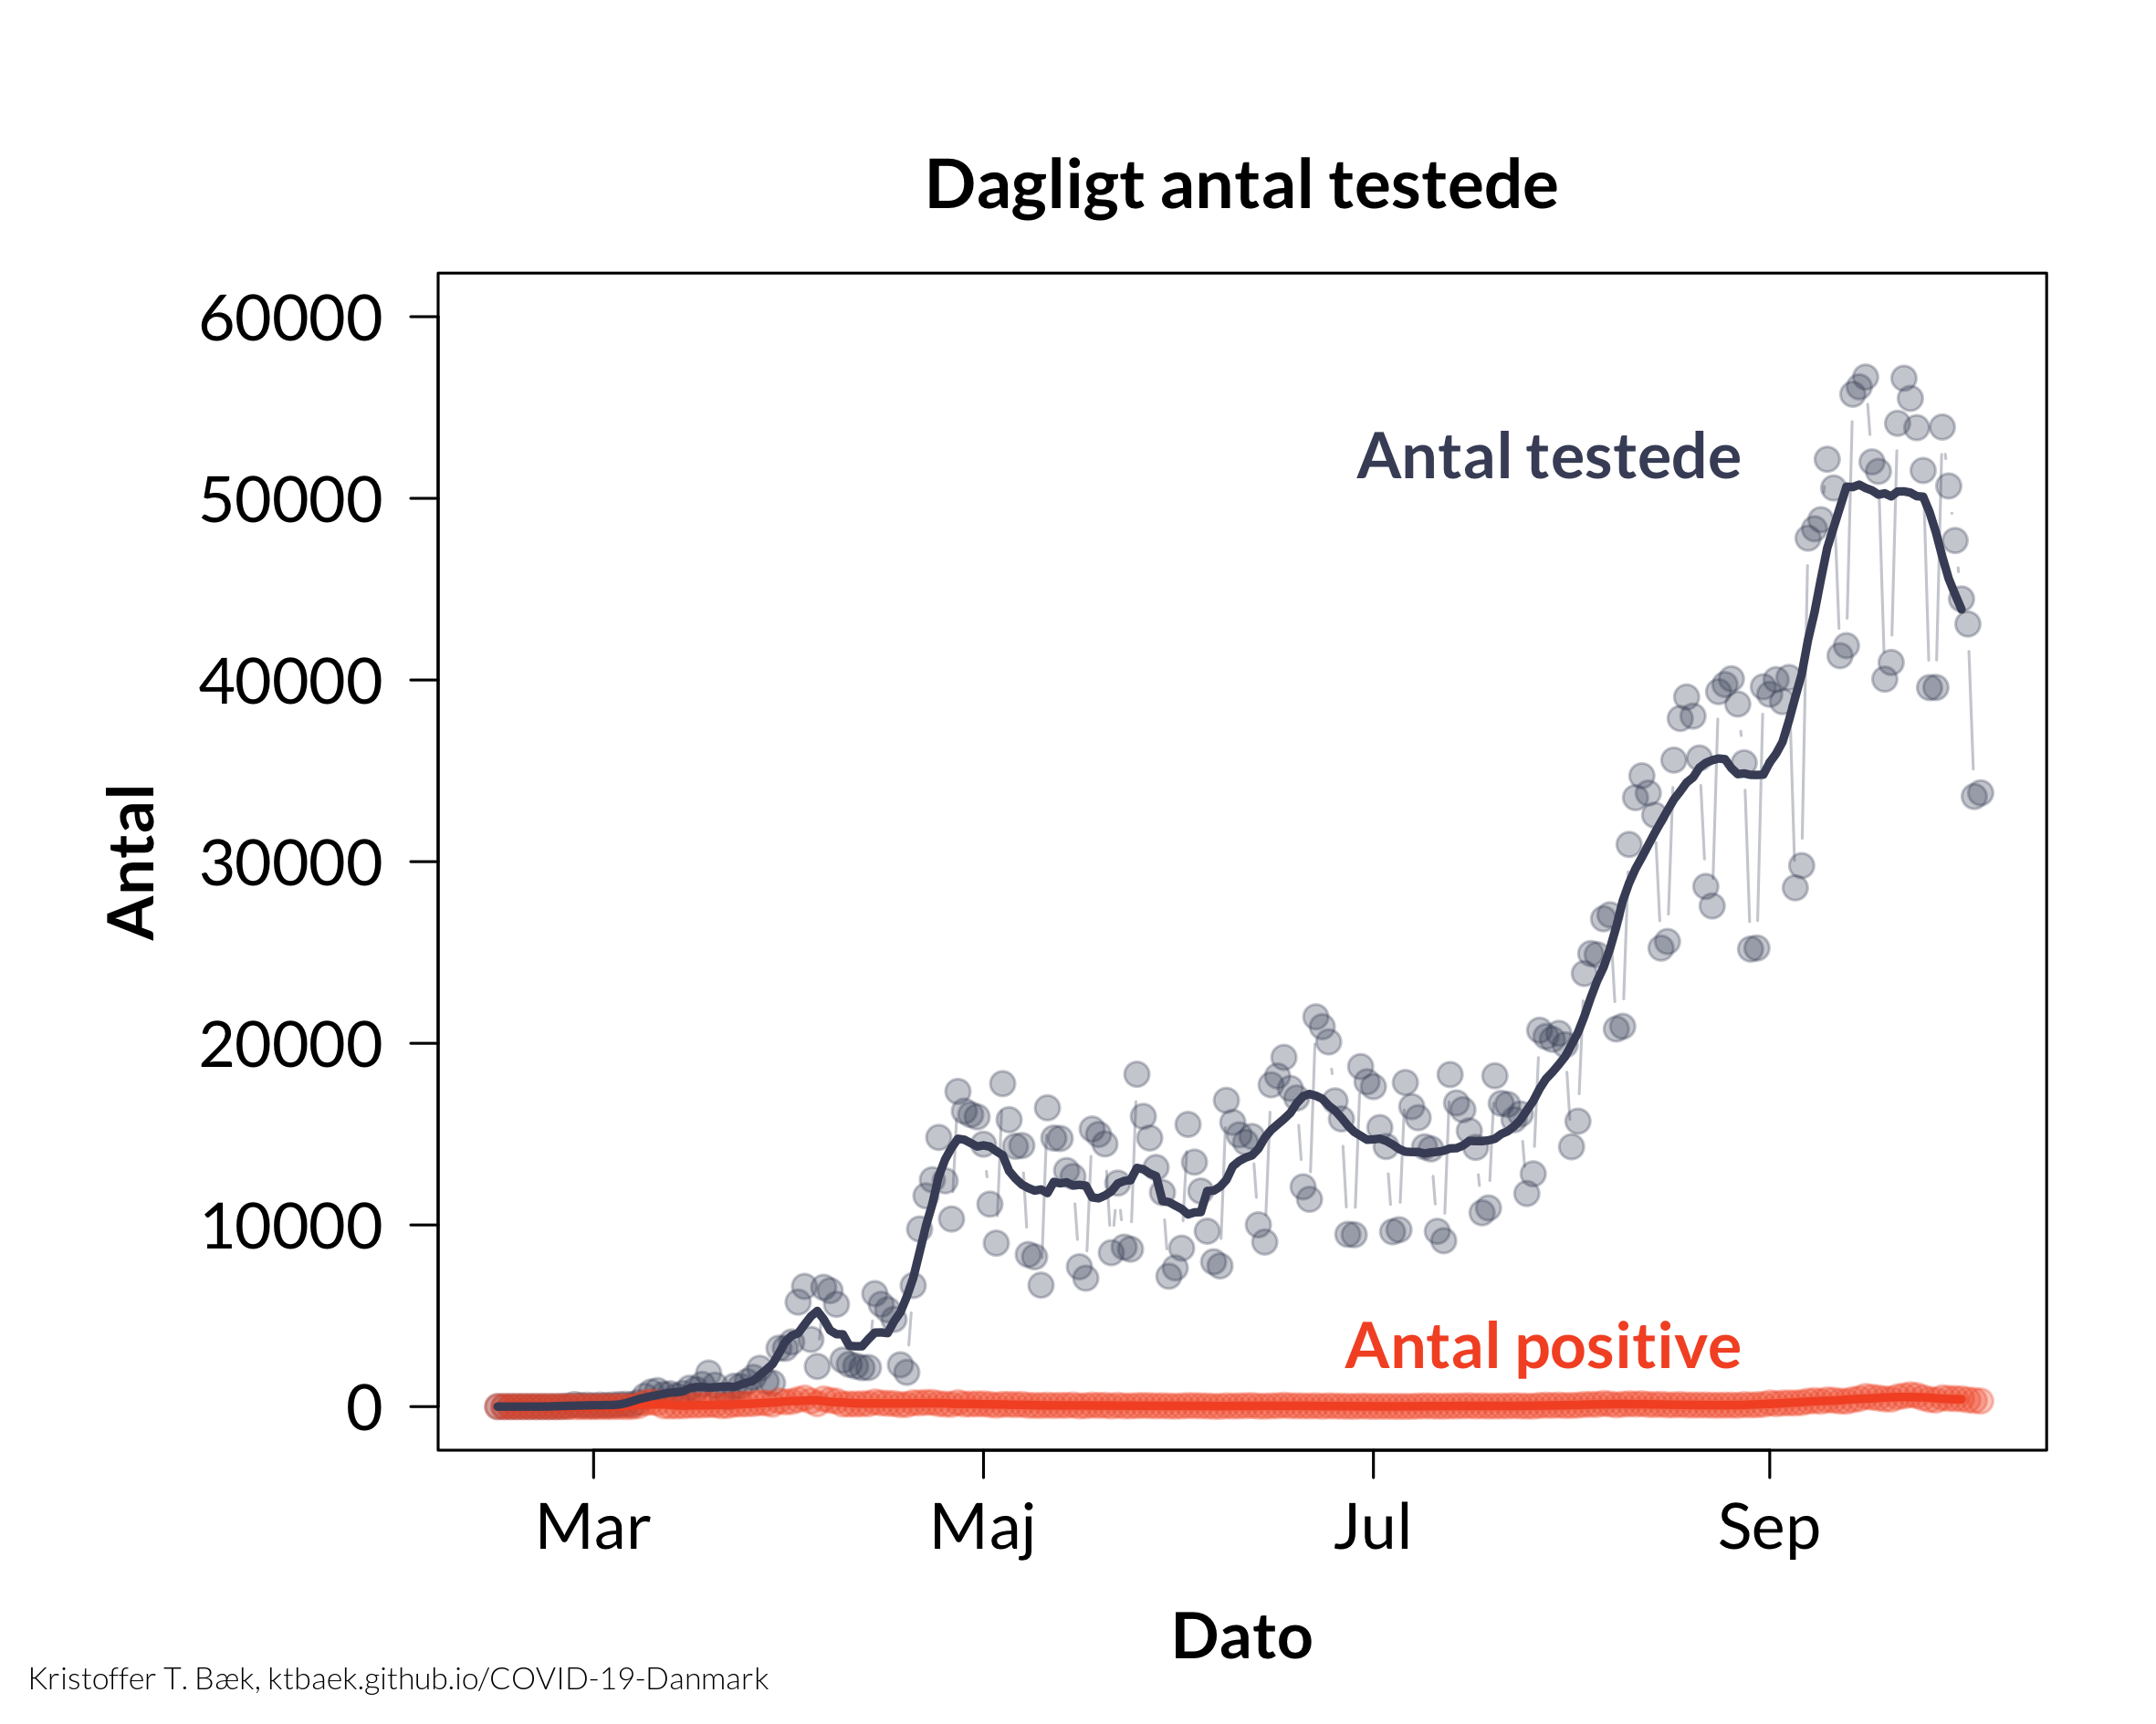 Dagligt antal testede
60000
50000
40000
30000
20000
10000
0
Antal
Antal testede
Antal positive
Mar
Maj
Jul
Sep
Dato
Kristoffer T. Bæk, ktbaek.github.io/COVID-19-Danmark